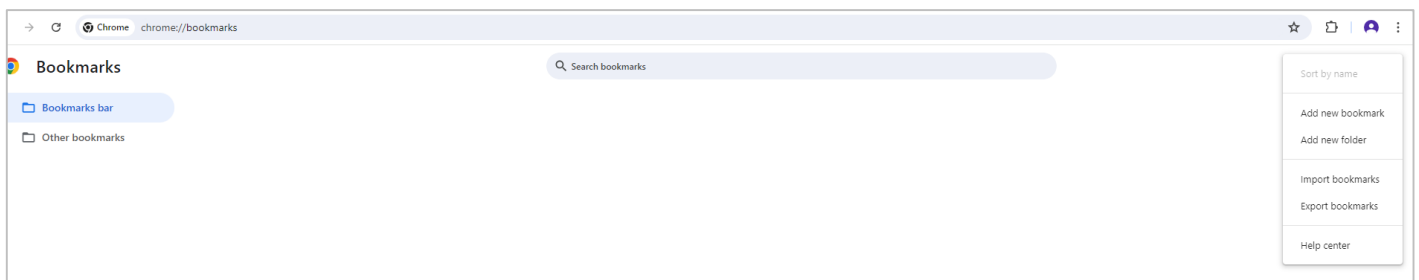 Chrome chrome://bookmarks
Bookmarks
Search bookmarks
Bookmarks bar
Other bookmarks
Sort by name
Add new bookmark
Add new folder
Import bookmarks
Export bookmarks
Help center